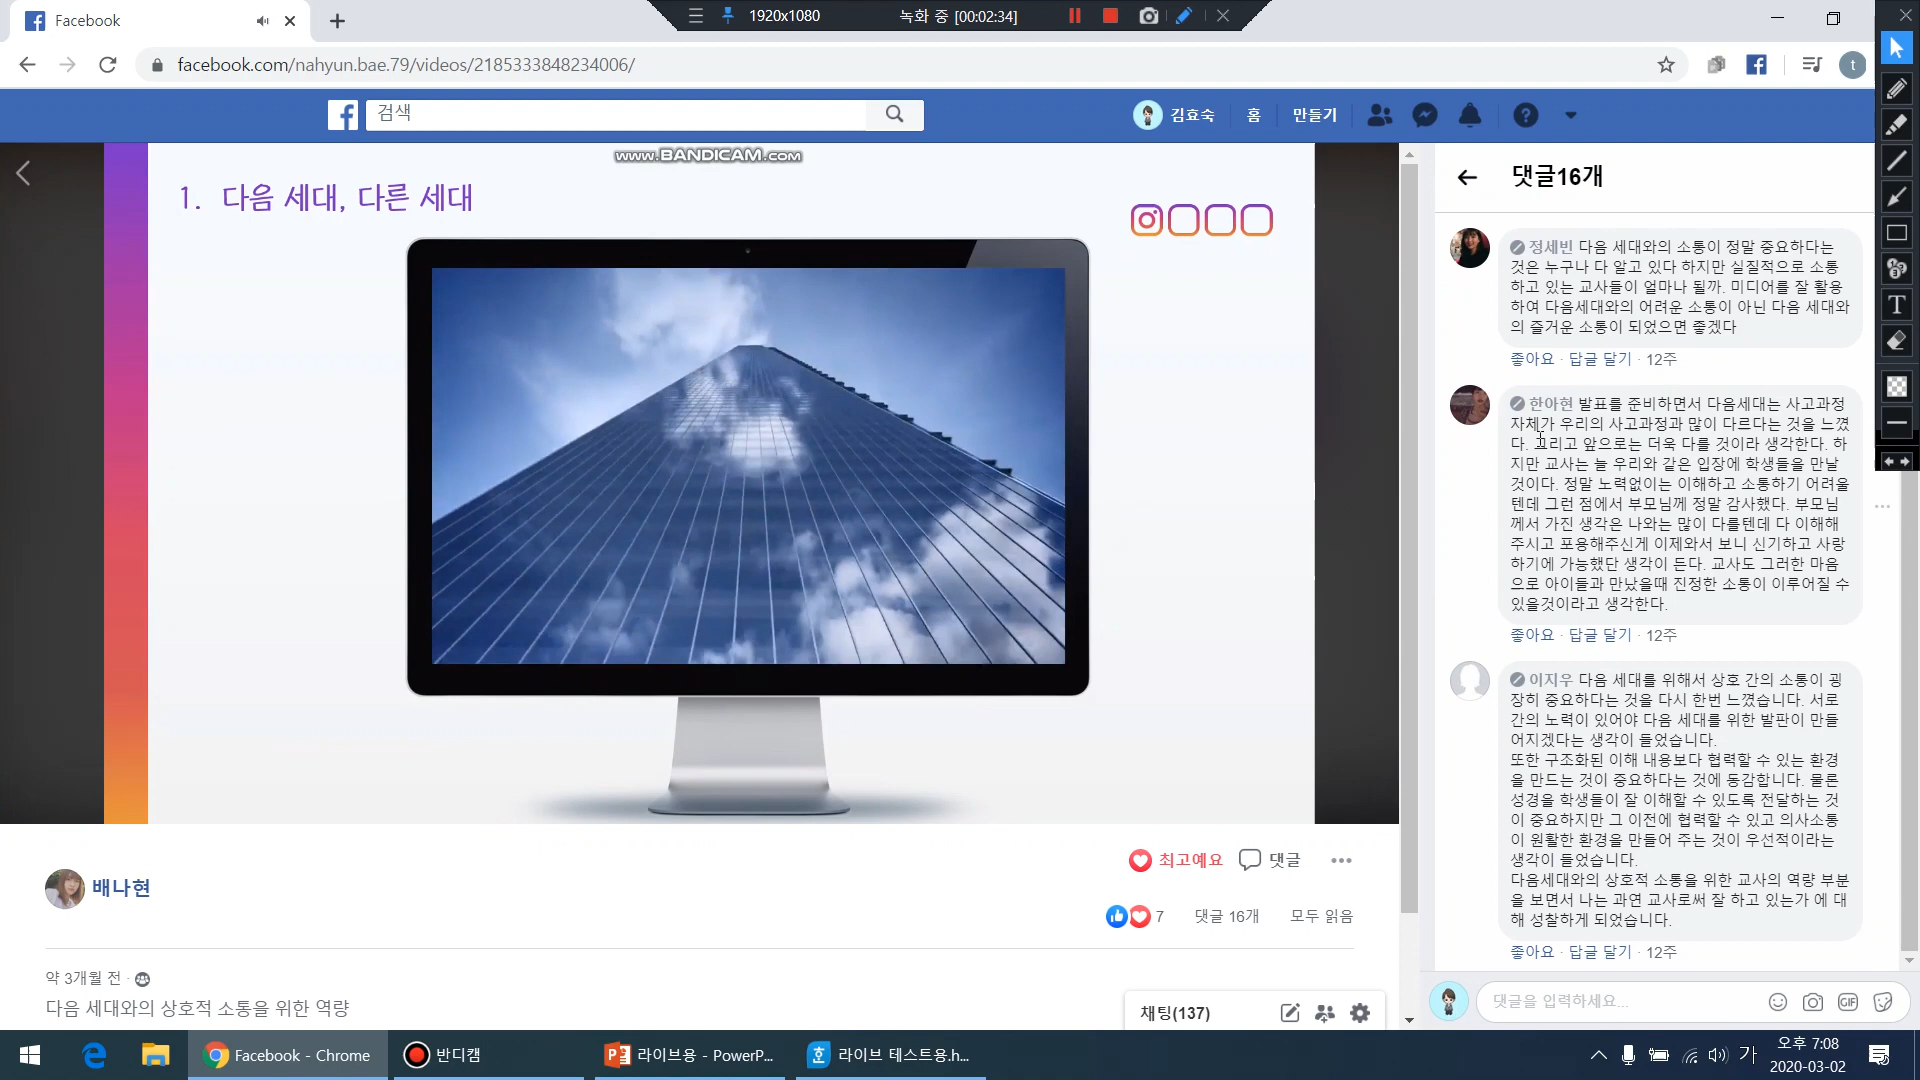 Facebook
1920x1080
녹화 중 [00:02:34]
facebook.com/nahyun.bae.79/videos/2185333848234006/
t
검색
김효숙
홈
만들기
www.BANDICAM.com
1. 다음 세대, 다른 세대
댓글16개
정세빈 다음 세대와의 소통이 정말 중요하다는
것은 누구나 다 알고 있다 하지만 실질적으로 소통
하고 있는 교사들이 얼마나 될까. 미디어를 잘 활용
하여 다음세대와의 어려운 소통이 아닌 다음 세대와
의 즐거운 소통이 되었으면 좋겠다
좋아요 · 답글 달기 · 12주
한아현 발표를 준비하면서 다음세대는 사고과정
자체가 우리의 사고과정과 많이 다르다는 것을 느꼈
다. 그리고 앞으로는 더욱 다를 것이라 생각한다. 하
지만 교사는 늘 우리와 같은 입장에 학생들을 만날
것이다. 정말 노력없이는 이해하고 소통하기 어려울
텐데 그런 점에서 부모님께 정말 감사했다. 부모님
께서 가진 생각은 나와는 많이 다를텐데 다 이해해
주시고 포용해주신게 이제와서 보니 신기하고 사랑
하기에 가능했단 생각이 든다. 교사도 그러한 마음
으로 아이들과 만났을때 진정한 소통이 이루어질 수
있을것이라고 생각한다.
좋아요 · 답글 달기 · 12주
이지우 다음 세대를 위해서 상호 간의 소통이 굉
장히 중요하다는 것을 다시 한번 느꼈습니다. 서로
간의 노력이 있어야 다음 세대를 위한 발판이 만들
어지겠다는 생각이 들었습니다.
또한 구조화된 이해 내용보다 협력할 수 있는 환경
을 만드는 것이 중요하다는 것에 동감합니다. 물론
성경을 학생들이 잘 이해할 수 있도록 전달하는 것
이 중요하지만 그 이전에 협력할 수 있고 의사소통
이 원활한 환경을 만들어 주는 것이 우선적이라는
생각이 들었습니다.
다음세대와의 상호적 소통을 위한 교사의 역량 부분
을 보면서 나는 과연 교사로써 잘 하고 있는가 에 대
해 성찰하게 되었습니다.
좋아요 · 답글 달기 · 12주
댓글을 입력하세요...
GIF
최고예요
댓글
배나현
7
댓글 16개
모두 읽음
약 3개월 전 ·
다음 세대와의 상호적 소통을 위한 역량
채팅(137)
Facebook - Chrome
반디캠
라이브용 - PowerP...
라이브 테스트용.h...
가
오후 7:08
2020-03-02